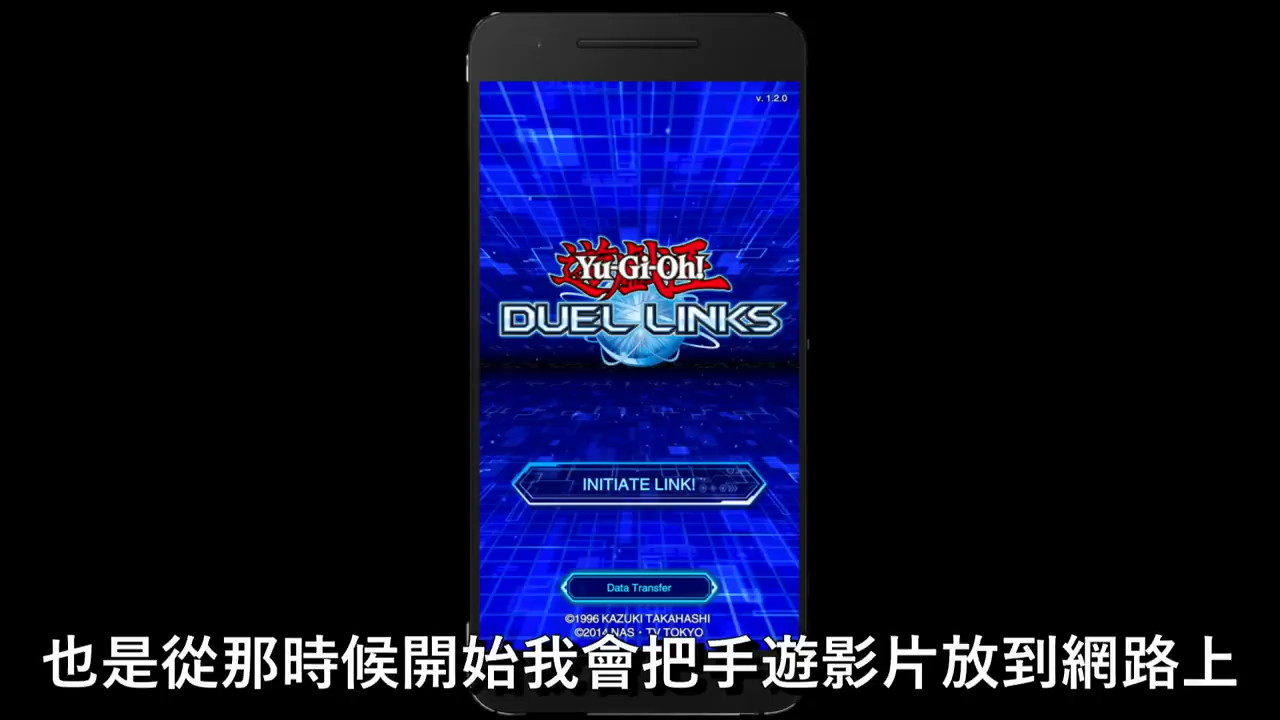 v. 1.2.0
遊戯王
Yu-Gi-Oh!
DUEL LINKS
INITIATE LINK!
Data Transfer
©1996 KAZUKI TAKAHASHI
©2014 NAS・TV TOKYO
也是從那時候開始我會把手遊影片放到網路上